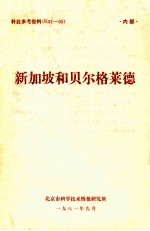 科技参考资料
·内部·
新加坡和贝尔格莱德
北京市科学技术情报研究所
一九八一年九月